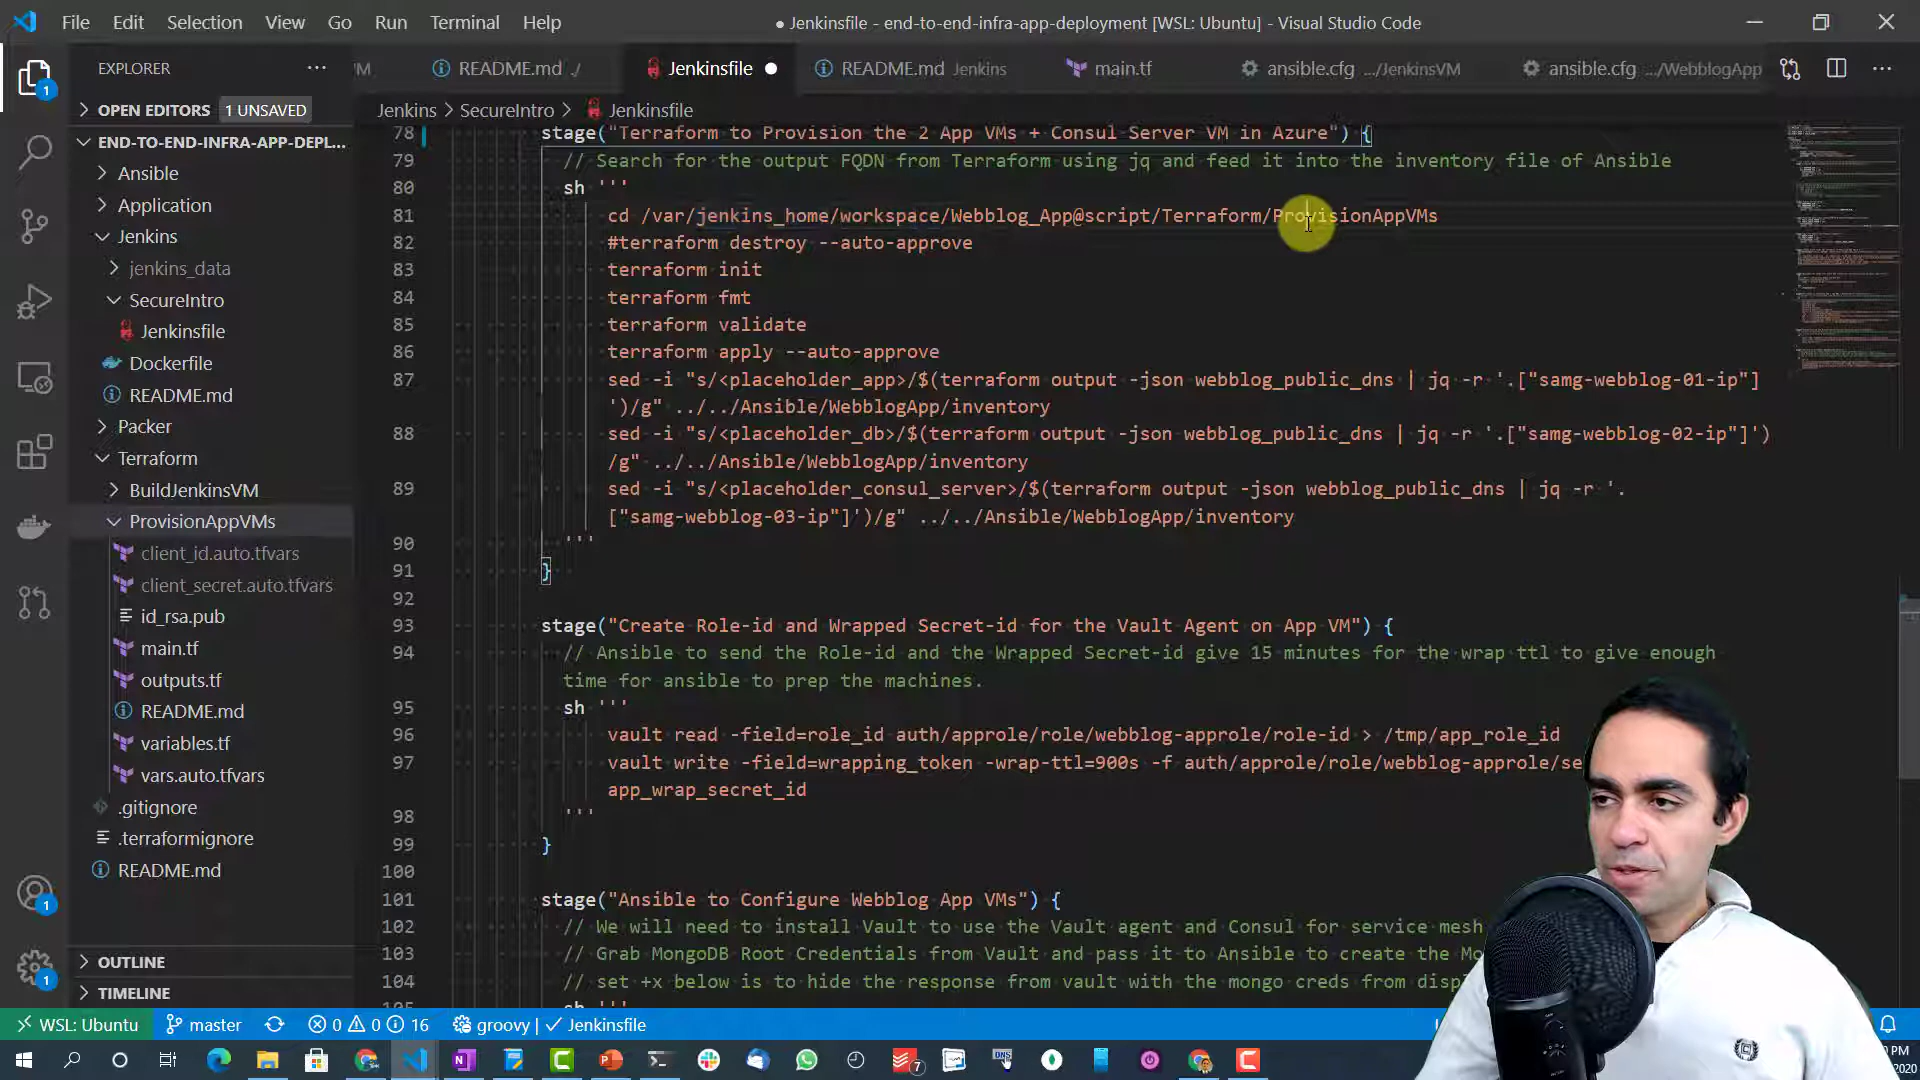 File Edit Selection View Go Run Terminal Help
● Jenkinsfile - end-to-end-infra-app-deployment [WSL: Ubuntu] - Visual Studio Code
EXPLORER
README.md ./
Jenkinsfile
README.md Jenkins
main.tf
ansible.cfg .../JenkinsVM
ansible.cfg .../WebblogApp
OPEN EDITORS 1 UNSAVED
END-TO-END-INFRA-APP-DEPL...
Ansible
Application
Jenkins
jenkins_data
SecureIntro
Jenkinsfile
Dockerfile
README.md
Packer
Terraform
BuildJenkinsVM
ProvisionAppVMs
client_id.auto.tfvars
client_secret.auto.tfvars
id_rsa.pub
main.tf
outputs.tf
README.md
variables.tf
vars.auto.tfvars
.gitignore
.terraformignore
README.md
OUTLINE
TIMELINE
Jenkins > SecureIntro > Jenkinsfile
78 stage("Terraform to Provision the 2 App VMs + Consul Server VM in Azure") {
79 // Search for the output FQDN from Terraform using jq and feed it into the inventory file of Ansible
80 sh '''
81 cd /var/jenkins_home/workspace/Webblog_App@script/Terraform/ProvisionAppVMs
82 #terraform destroy --auto-approve
83 terraform init
84 terraform fmt
85 terraform validate
86 terraform apply --auto-approve
87 sed -i "s/<placeholder_app>/$(terraform output -json webblog_public_dns | jq -r '.["samg-webblog-01-ip"]
')/g" ../../Ansible/WebblogApp/inventory
88 sed -i "s/<placeholder_db>/$(terraform output -json webblog_public_dns | jq -r '.["samg-webblog-02-ip"]')
/g" ../../Ansible/WebblogApp/inventory
89 sed -i "s/<placeholder_consul_server>/$(terraform output -json webblog_public_dns | jq -r '.
["samg-webblog-03-ip"]')/g" ../../Ansible/WebblogApp/inventory
90 '''
91 }
92
93 stage("Create Role-id and Wrapped Secret-id for the Vault Agent on App VM") {
94 // Ansible to send the Role-id and the Wrapped Secret-id give 15 minutes for the wrap ttl to give enough
time for ansible to prep the machines.
95 sh '''
96 vault read -field=role_id auth/approle/role/webblog-approle/role-id > /tmp/app_role_id
97 vault write -field=wrapping_token -wrap-ttl=900s -f auth/approle/role/webblog-approle/se
app_wrap_secret_id
98 '''
99 }
100
101 stage("Ansible to Configure Webblog App VMs") {
102 // We will need to install Vault to use the Vault agent and Consul for service mesh
103 // Grab MongoDB Root Credentials from Vault and pass it to Ansible to create the Mo
104 // set +x below is to hide the response from vault with the mongo creds from disp
105 sh '''
WSL: Ubuntu master 0 0 16 groovy | Jenkinsfile